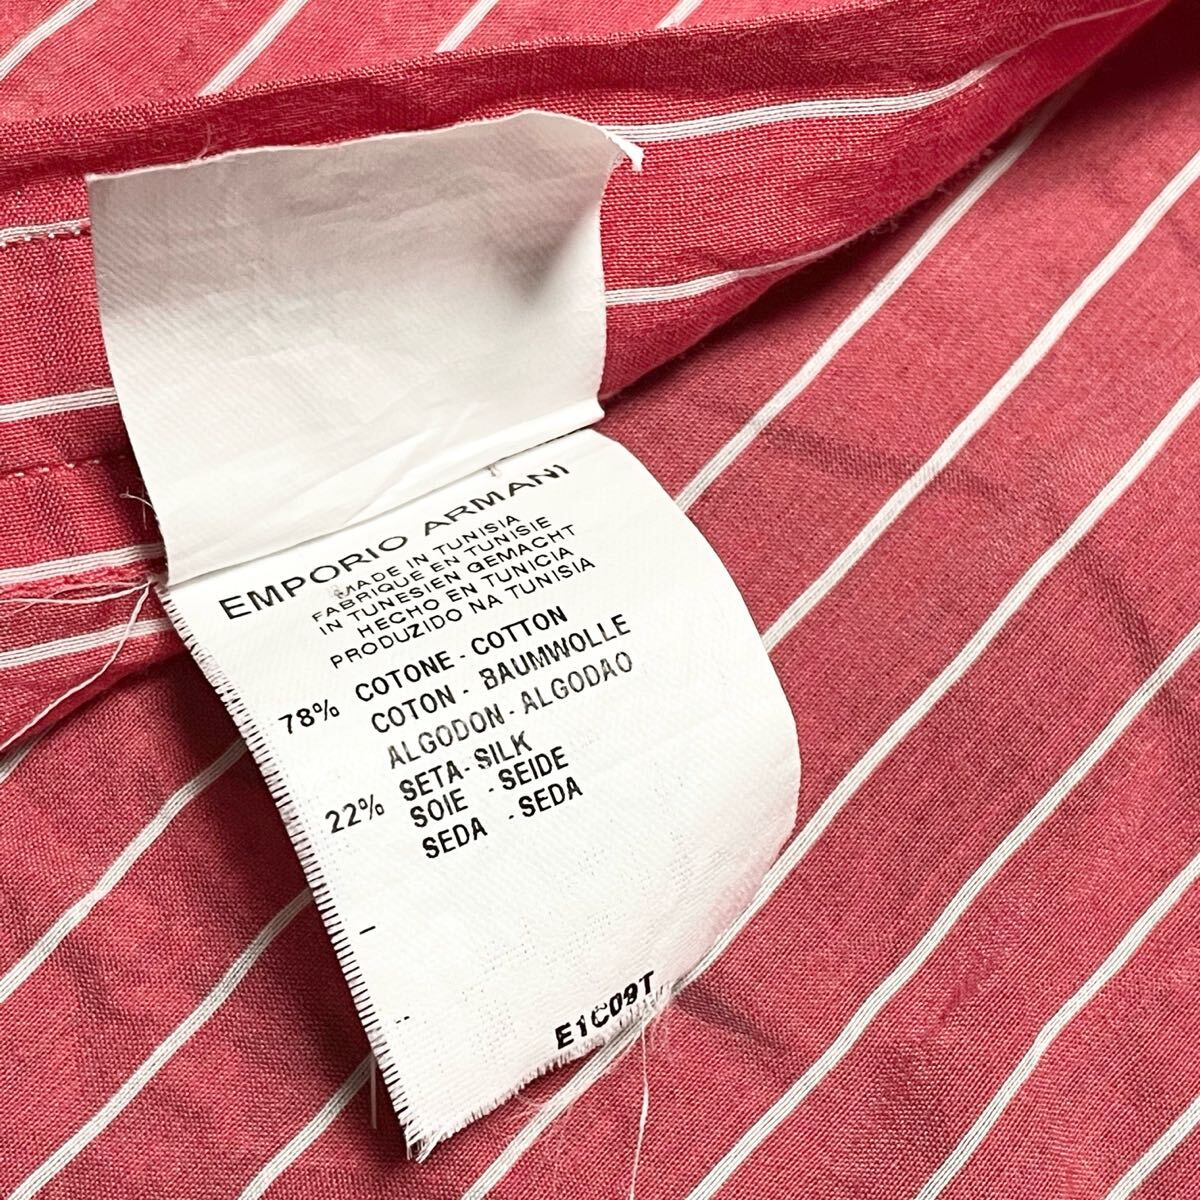 EMPORIO ARMANI
MADE IN TUNISIA
FABRIQUE EN TUNISIE
IN TUNESIEN GEMACHT
HECHO EN TUNICIA
PRODUZIDO NA TUNISIA
78% COTONE - COTTON
COTON - BAUMWOLLE
ALGODON - ALGODAO
22% SETA - SILK
SOIE - SEIDE
SEDA - SEDA
E1C09T